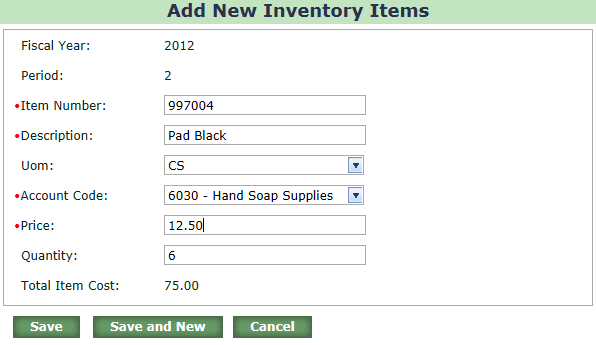 Add New Inventory Items
Fiscal Year: 2012
Period: 2
•Item Number: 997004
•Description: Pad Black
Uom: CS
•Account Code: 6030 - Hand Soap Supplies
•Price: 12.50
Quantity: 6
Total Item Cost: 75.00
Save Save and New Cancel